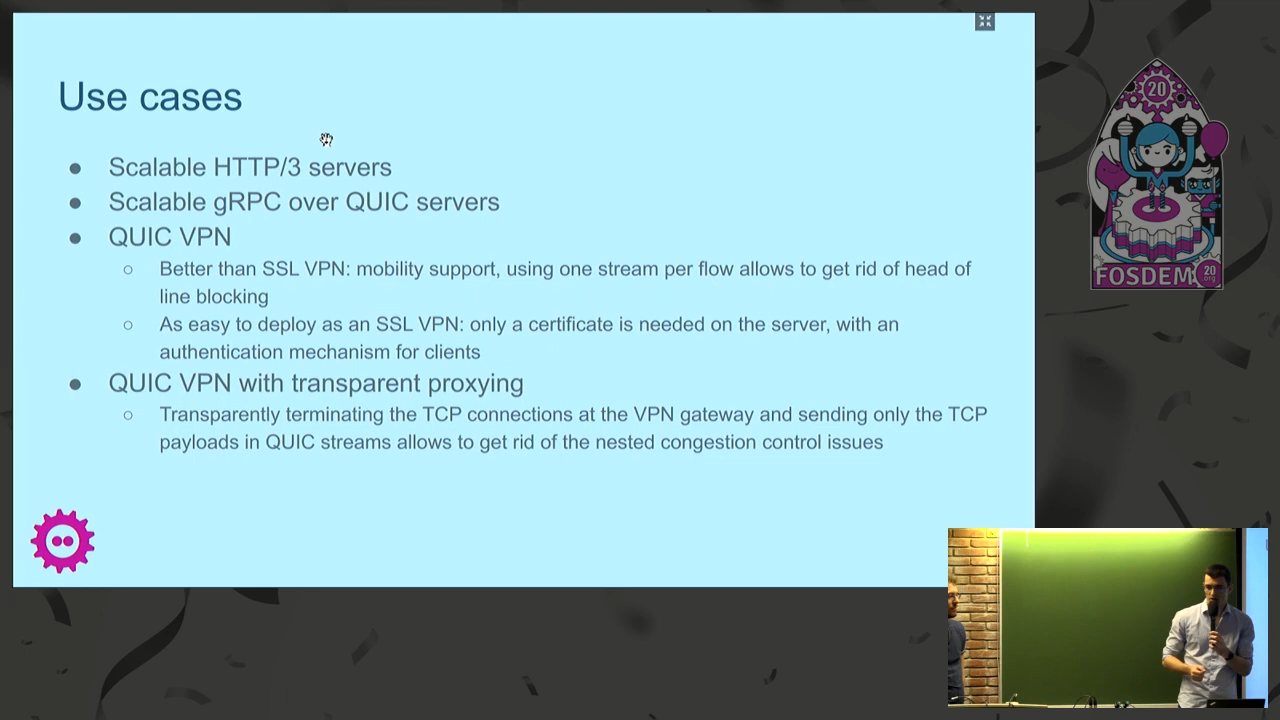 Use cases
● Scalable HTTP/3 servers
● Scalable gRPC over QUIC servers
● QUIC VPN
○ Better than SSL VPN: mobility support, using one stream per flow allows to get rid of head of
line blocking
○ As easy to deploy as an SSL VPN: only a certificate is needed on the server, with an
authentication mechanism for clients
● QUIC VPN with transparent proxying
○ Transparently terminating the TCP connections at the VPN gateway and sending only the TCP
payloads in QUIC streams allows to get rid of the nested congestion control issues
20
FOSDEM
20
.org